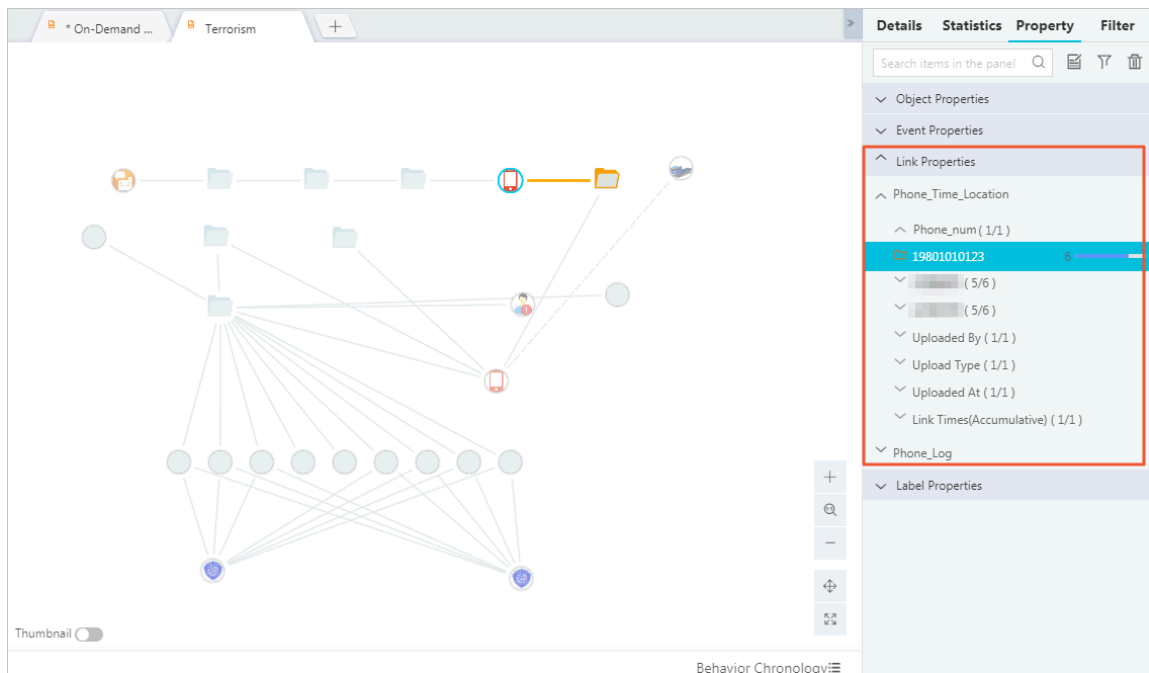 * On-Demand ...
Terrorism
Details Statistics Property Filter
Search items in the panel
Object Properties
Event Properties
Link Properties
Phone_Time_Location
Phone_num ( 1/1 )
19801010123 6
( 5/6 )
( 5/6 )
Uploaded By ( 1/1 )
Upload Type ( 1/1 )
Uploaded At ( 1/1 )
Link Times(Accumulative) ( 1/1 )
Phone_Log
Label Properties
Thumbnail
Behavior Chronology